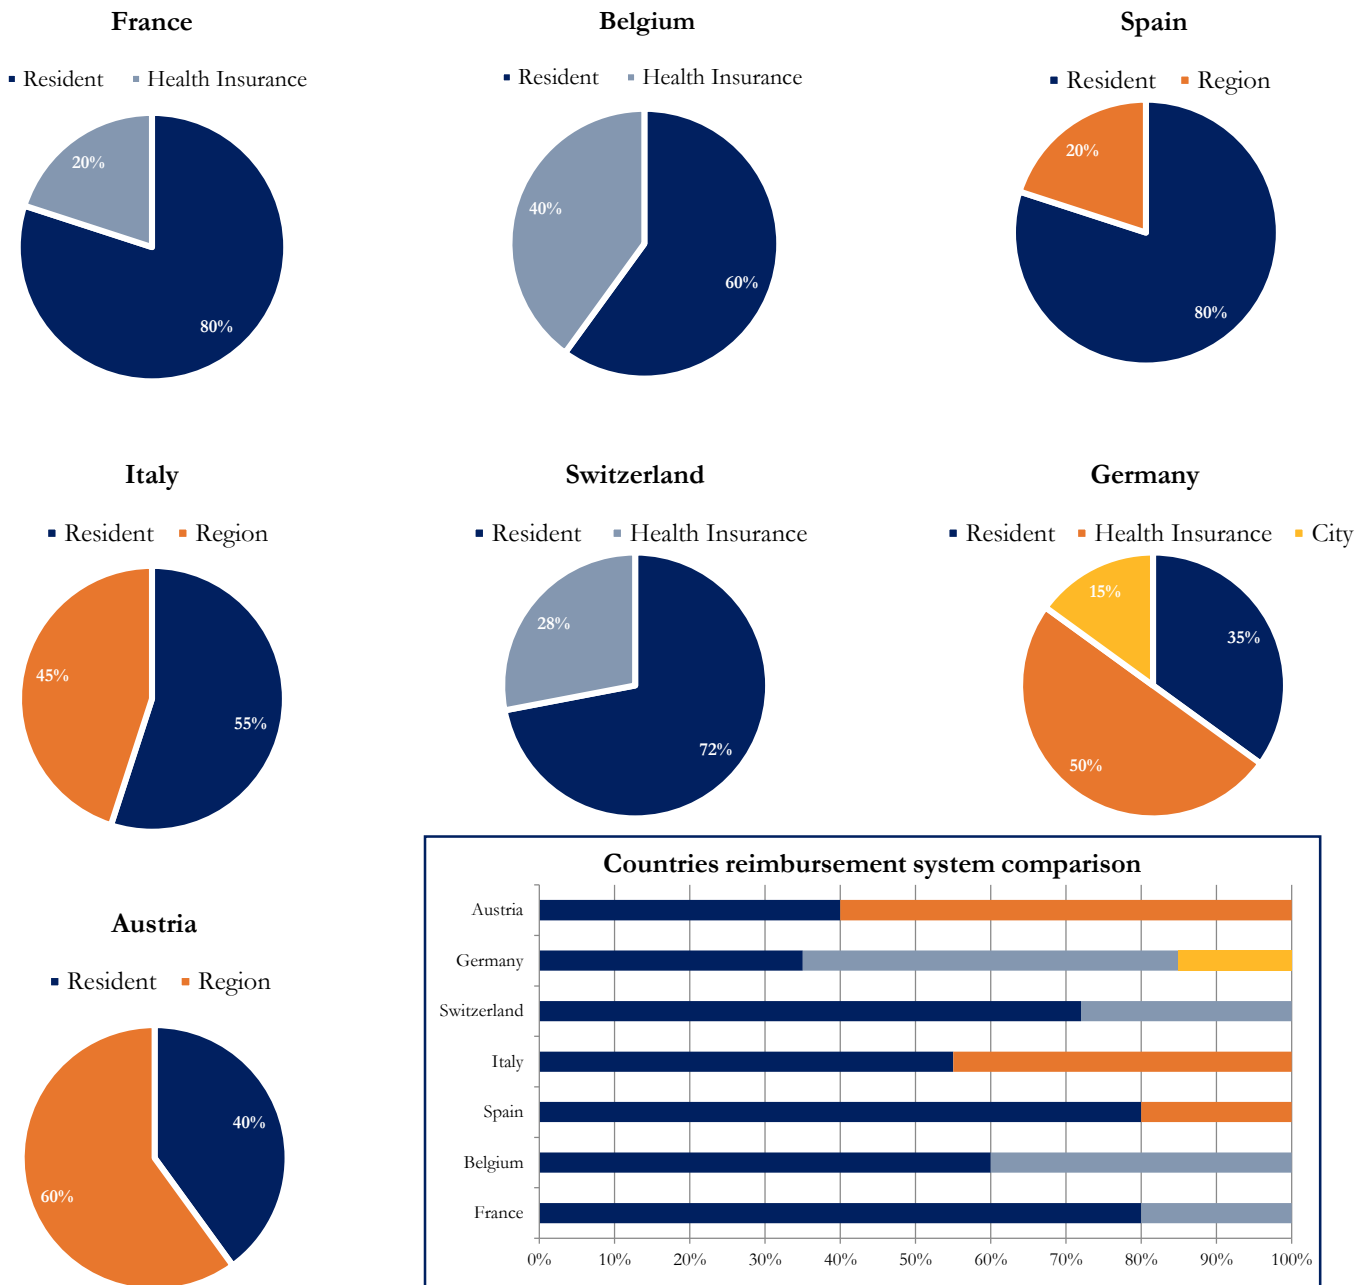 France
Belgium
Spain
Resident Health Insurance
Resident Health Insurance
Resident Region
20%
80%
40%
60%
20%
80%
Italy
Switzerland
Germany
Resident Region
Resident Health Insurance
Resident Health Insurance City
45%
55%
28%
72%
15%
35%
50%
Austria
Resident Region
40%
60%
Countries reimbursement system comparison
Austria
Germany
Switzerland
Italy
Spain
Belgium
France
0% 10% 20% 30% 40% 50% 60% 70% 80% 90% 100%